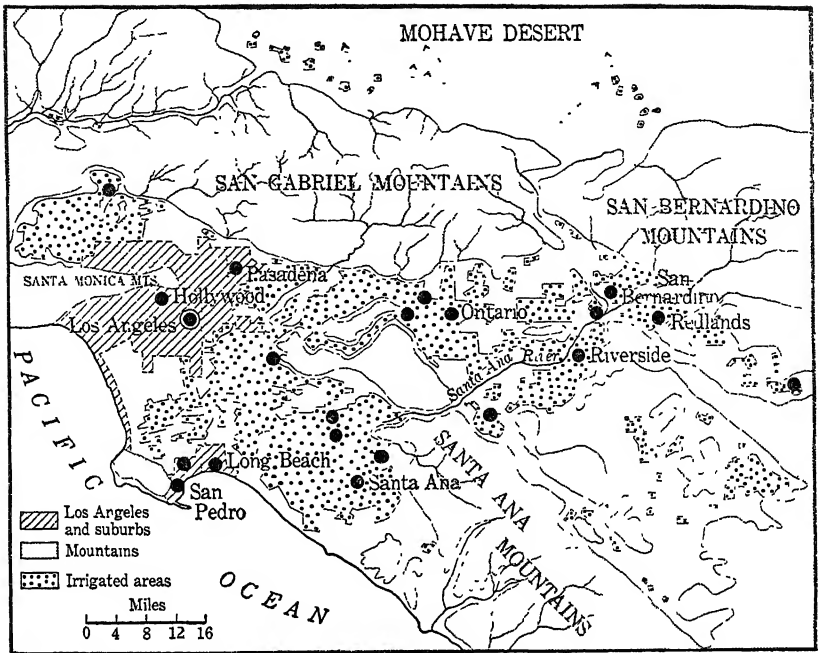 MOHAVE DESERT
SAN GABRIEL MOUNTAINS
SAN BERNARDINO
MOUNTAINS
SANTA MONICA MTS.
Pasadena
Hollywood
Los Angeles
Ontario
San
Bernardino
Redlands
Santa Ana River
Riverside
PACIFIC
OCEAN
Long Beach
San
Pedro
Santa Ana
SANTA ANA
MOUNTAINS
Los Angeles
and suburbs
Mountains
Irrigated areas
Miles
0 4 8 12 16